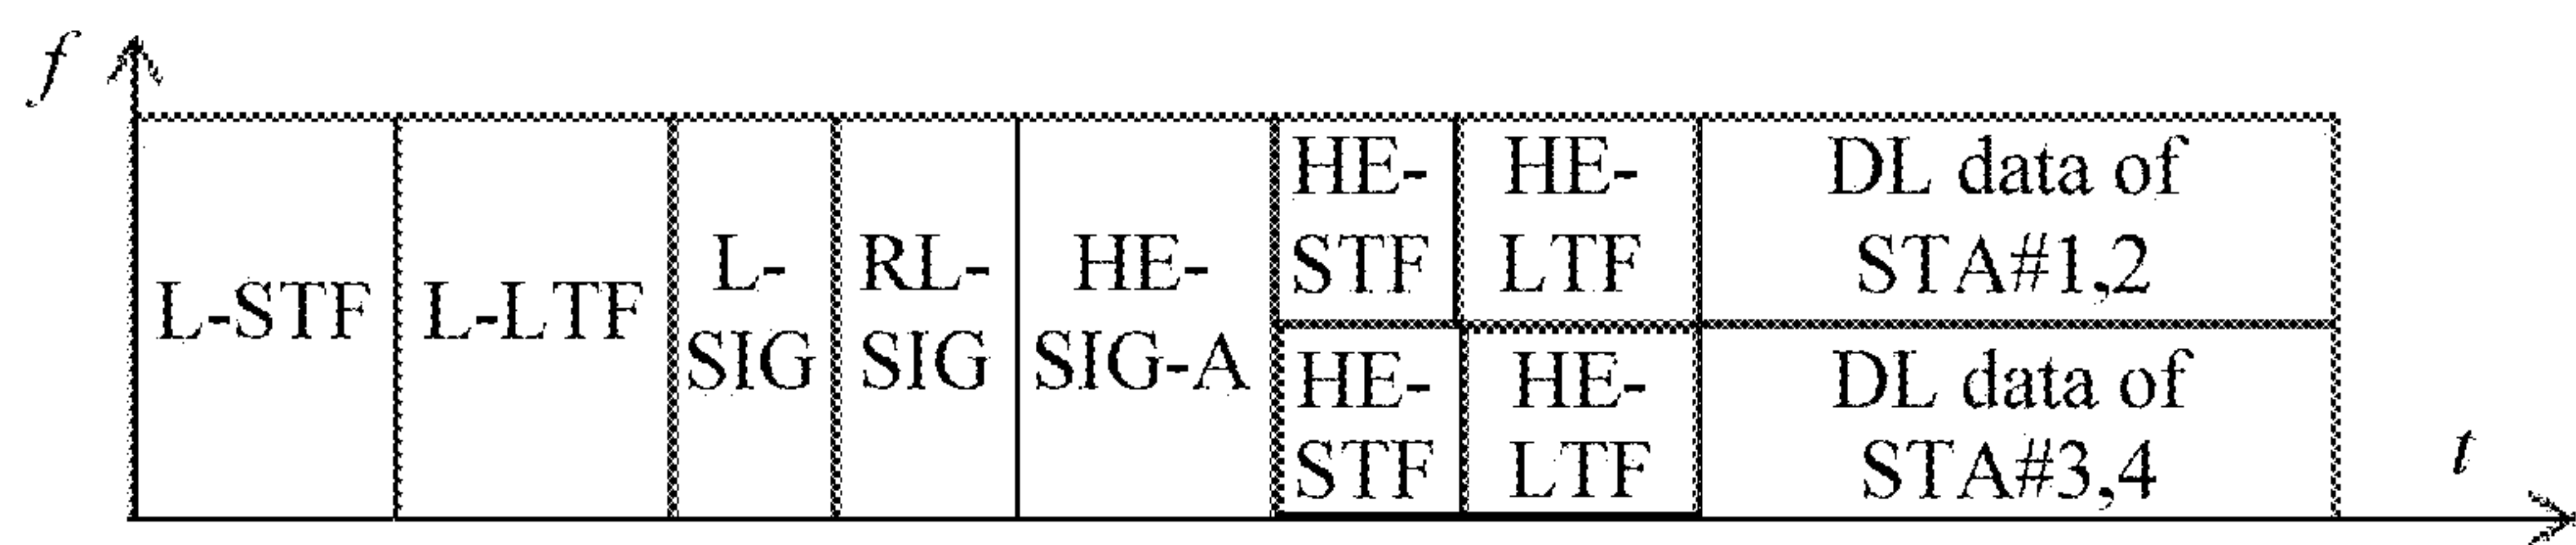 f
L-STF
L-LTF
L-
SIG
RL-
SIG
HE-
SIG-A
HE-
STF
HE-
LTF
DL data of
STA#1,2
HE-
STF
HE-
LTF
DL data of
STA#3,4
t